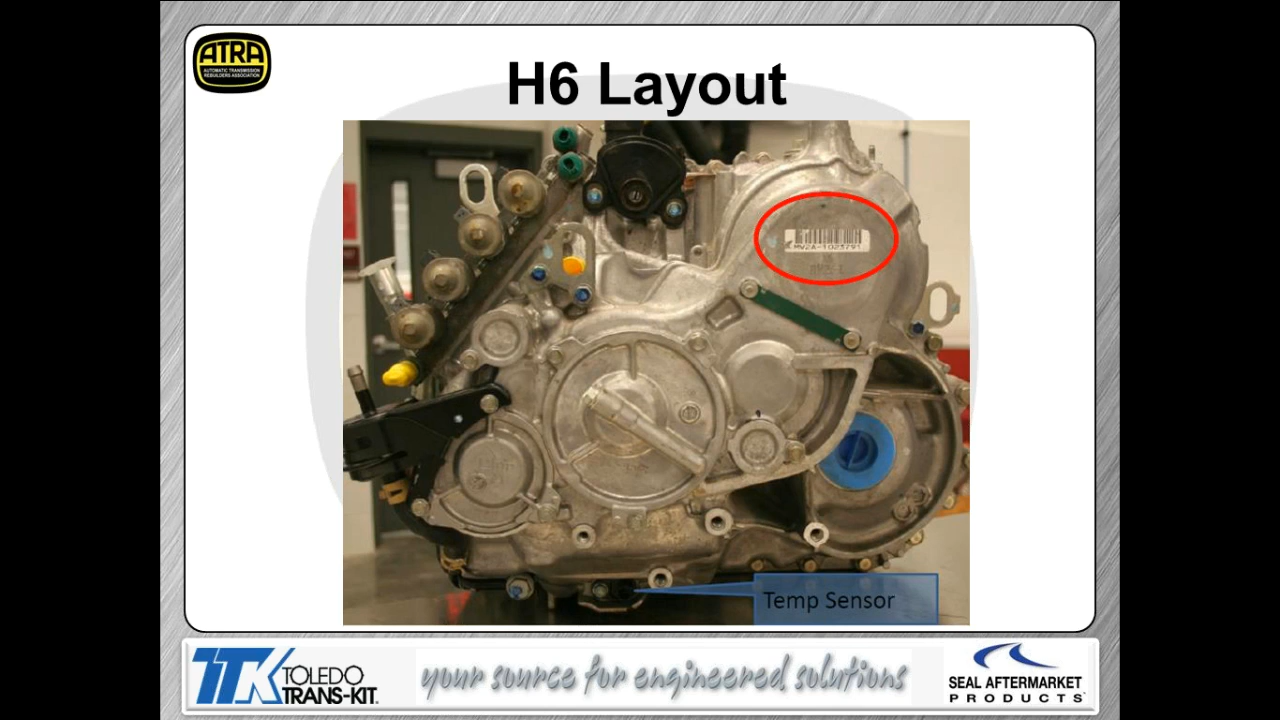 ATRA
AUTOMATIC TRANSMISSION
REBUILDERS ASSOCIATION
H6 Layout
Temp Sensor
TTK TOLEDO
TRANS-KIT.
your source for engineered solutions
SEAL AFTERMARKET
PRODUCTS